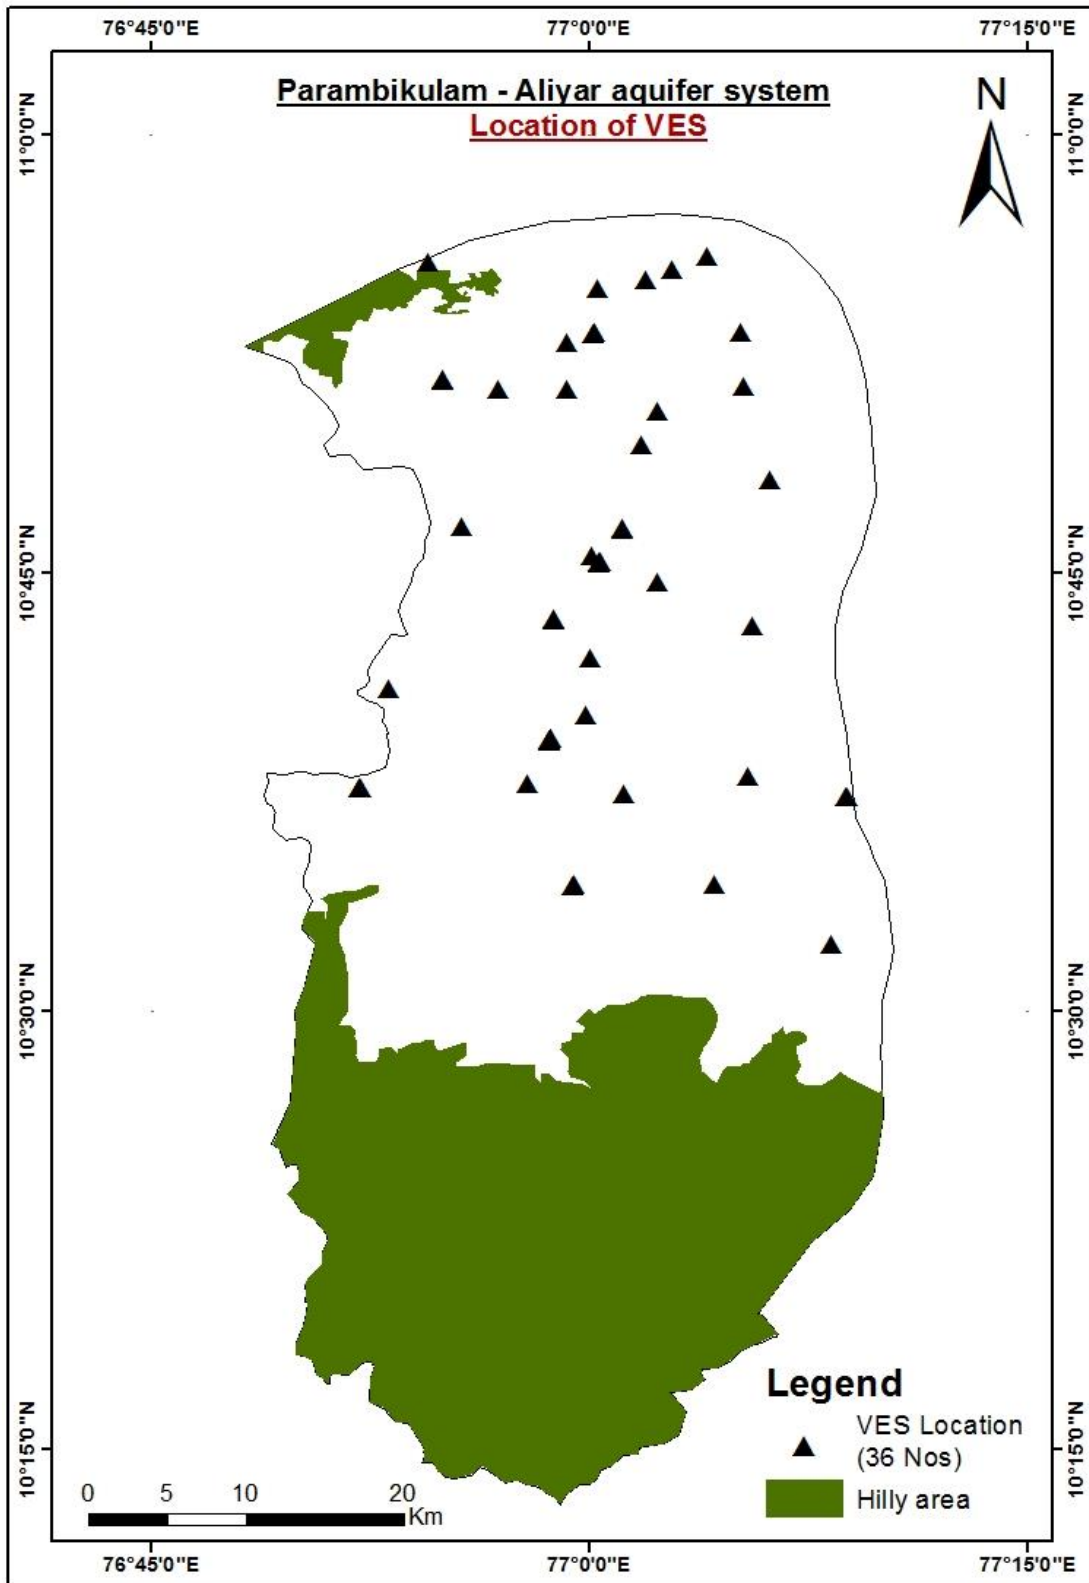 76°45'0"E 77°0'0"E 77°15'0"E
Parambikulam - Aliyar aquifer system
Location of VES
N
11°0'0"N 11°0'0"N
10°45'0"N 10°45'0"N
10°30'0"N 10°30'0"N
10°15'0"N 10°15'0"N
Legend
VES Location
(36 Nos)
Hilly area
0 5 10 20
Km
76°45'0"E 77°0'0"E 77°15'0"E